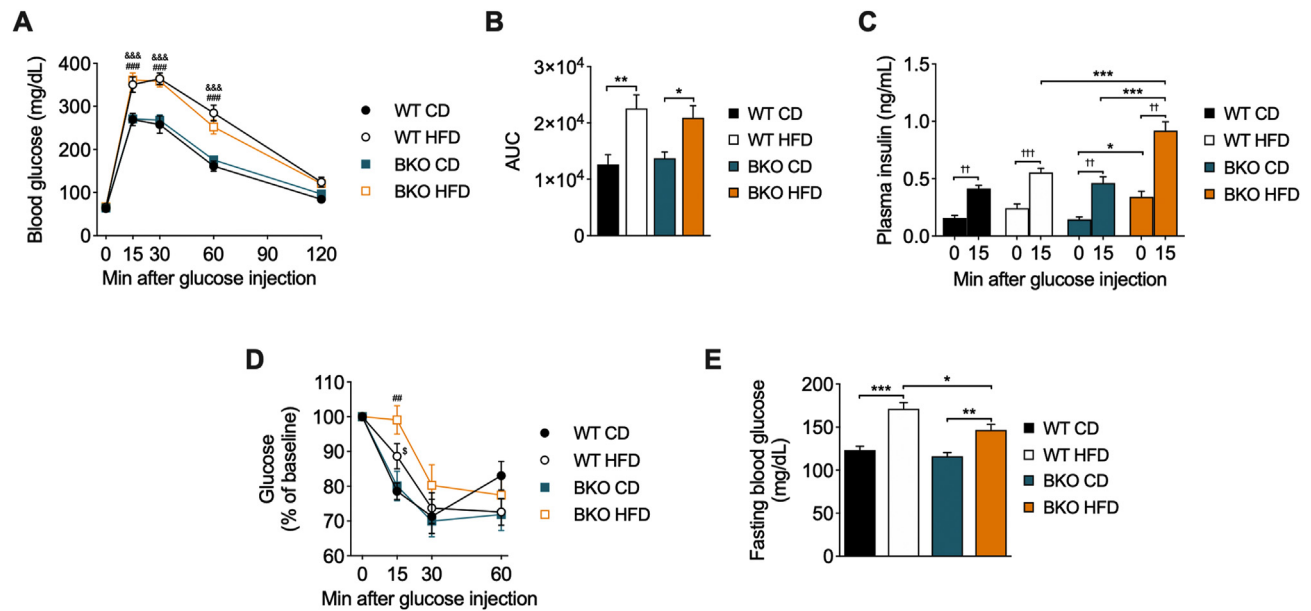 A
Blood glucose (mg/dL)
400
300
200
100
0
&&&
###
&&&
###
&&&
###
0 15 30 60 90 120
Min after glucose injection
WT CD
WT HFD
BKO CD
BKO HFD
B
AUC
3×10⁴
2×10⁴
1×10⁴
0
**
*
WT CD
WT HFD
BKO CD
BKO HFD
C
Plasma insulin (ng/mL)
1.5
1.0
0.5
0.0
***
***
††
*
†††
††
††
0 15 0 15 0 15 0 15
Min after glucose injection
WT CD
WT HFD
BKO CD
BKO HFD
D
Glucose
(% of baseline)
110
100
90
80
70
60
##
$
0 15 30 60
Min after glucose injection
WT CD
WT HFD
BKO CD
BKO HFD
E
Fasting blood glucose
(mg/dL)
200
150
100
50
0
***
*
**
WT CD
WT HFD
BKO CD
BKO HFD